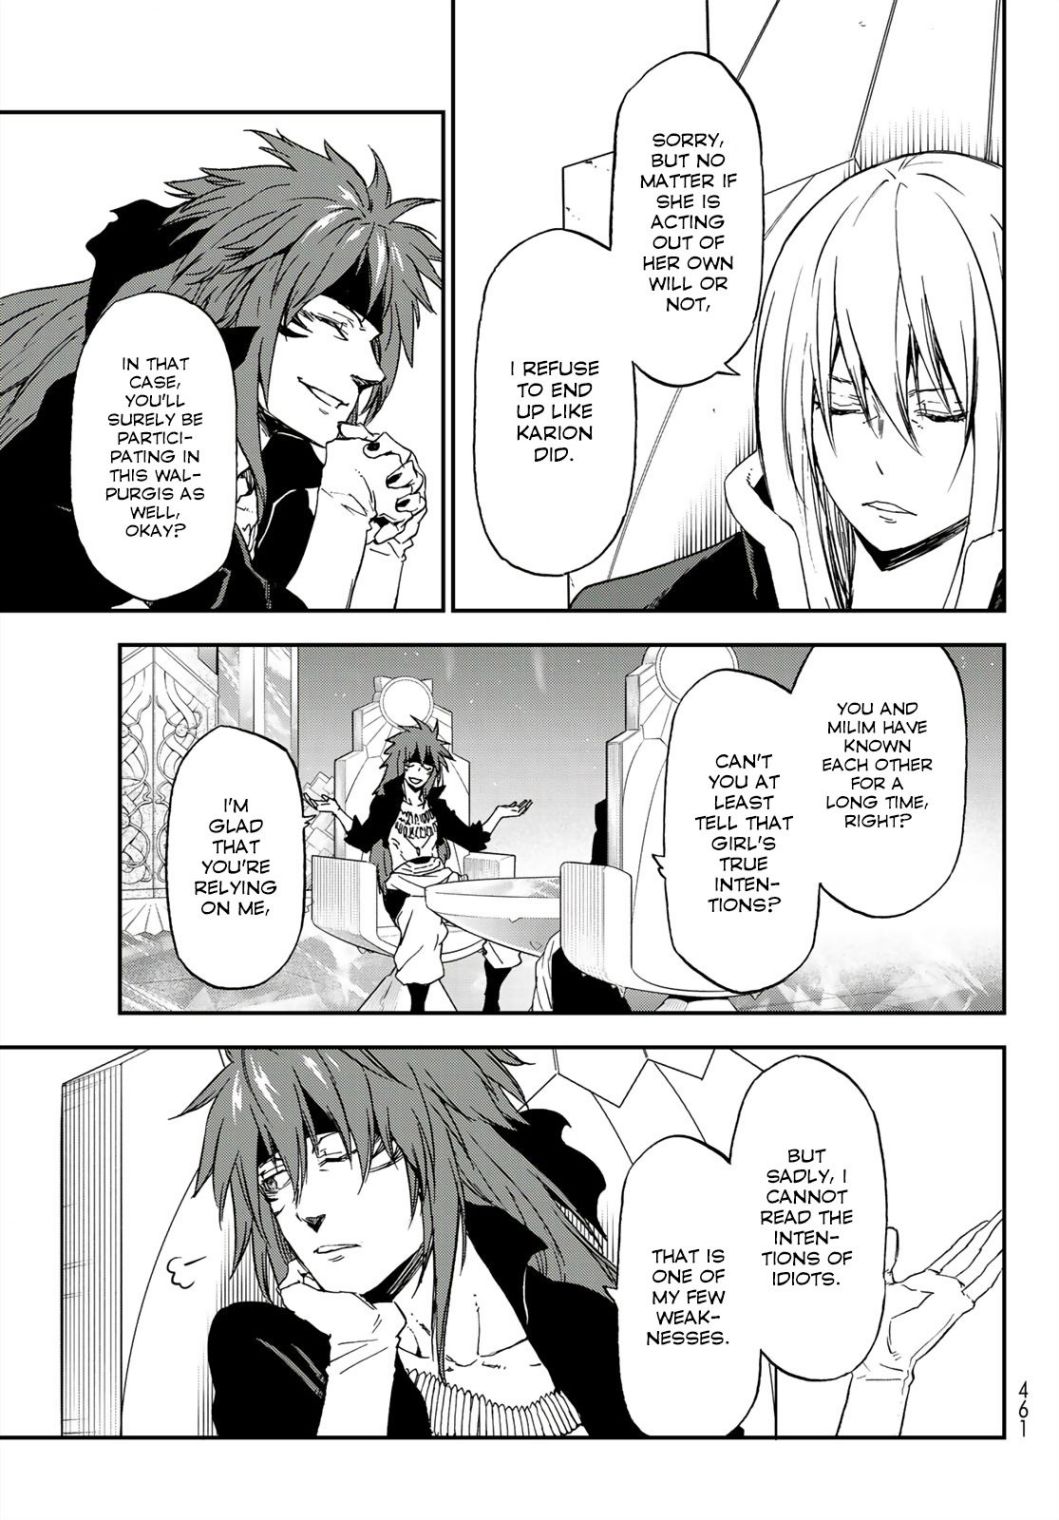 SORRY,
BUT NO
MATTER IF
SHE IS
ACTING
OUT OF
HER OWN
WILL OR
NOT,
I REFUSE
TO END
UP LIKE
KARION
DID.
IN THAT
CASE,
YOU'LL
SURELY BE
PARTICI-
PATING IN
THIS WAL-
PURGIS AS
WELL,
OKAY?
YOU AND
MILIM HAVE
KNOWN
EACH OTHER
FOR A
LONG TIME,
RIGHT?
CAN'T
YOU AT
LEAST
TELL THAT
GIRL'S
TRUE
INTEN-
TIONS?
I'M
GLAD
THAT
YOU'RE
RELYING
ON ME,
BUT
SADLY, I
CANNOT
READ THE
INTEN-
TIONS OF
IDIOTS.
THAT IS
ONE OF
MY FEW
WEAK-
NESSES.
461